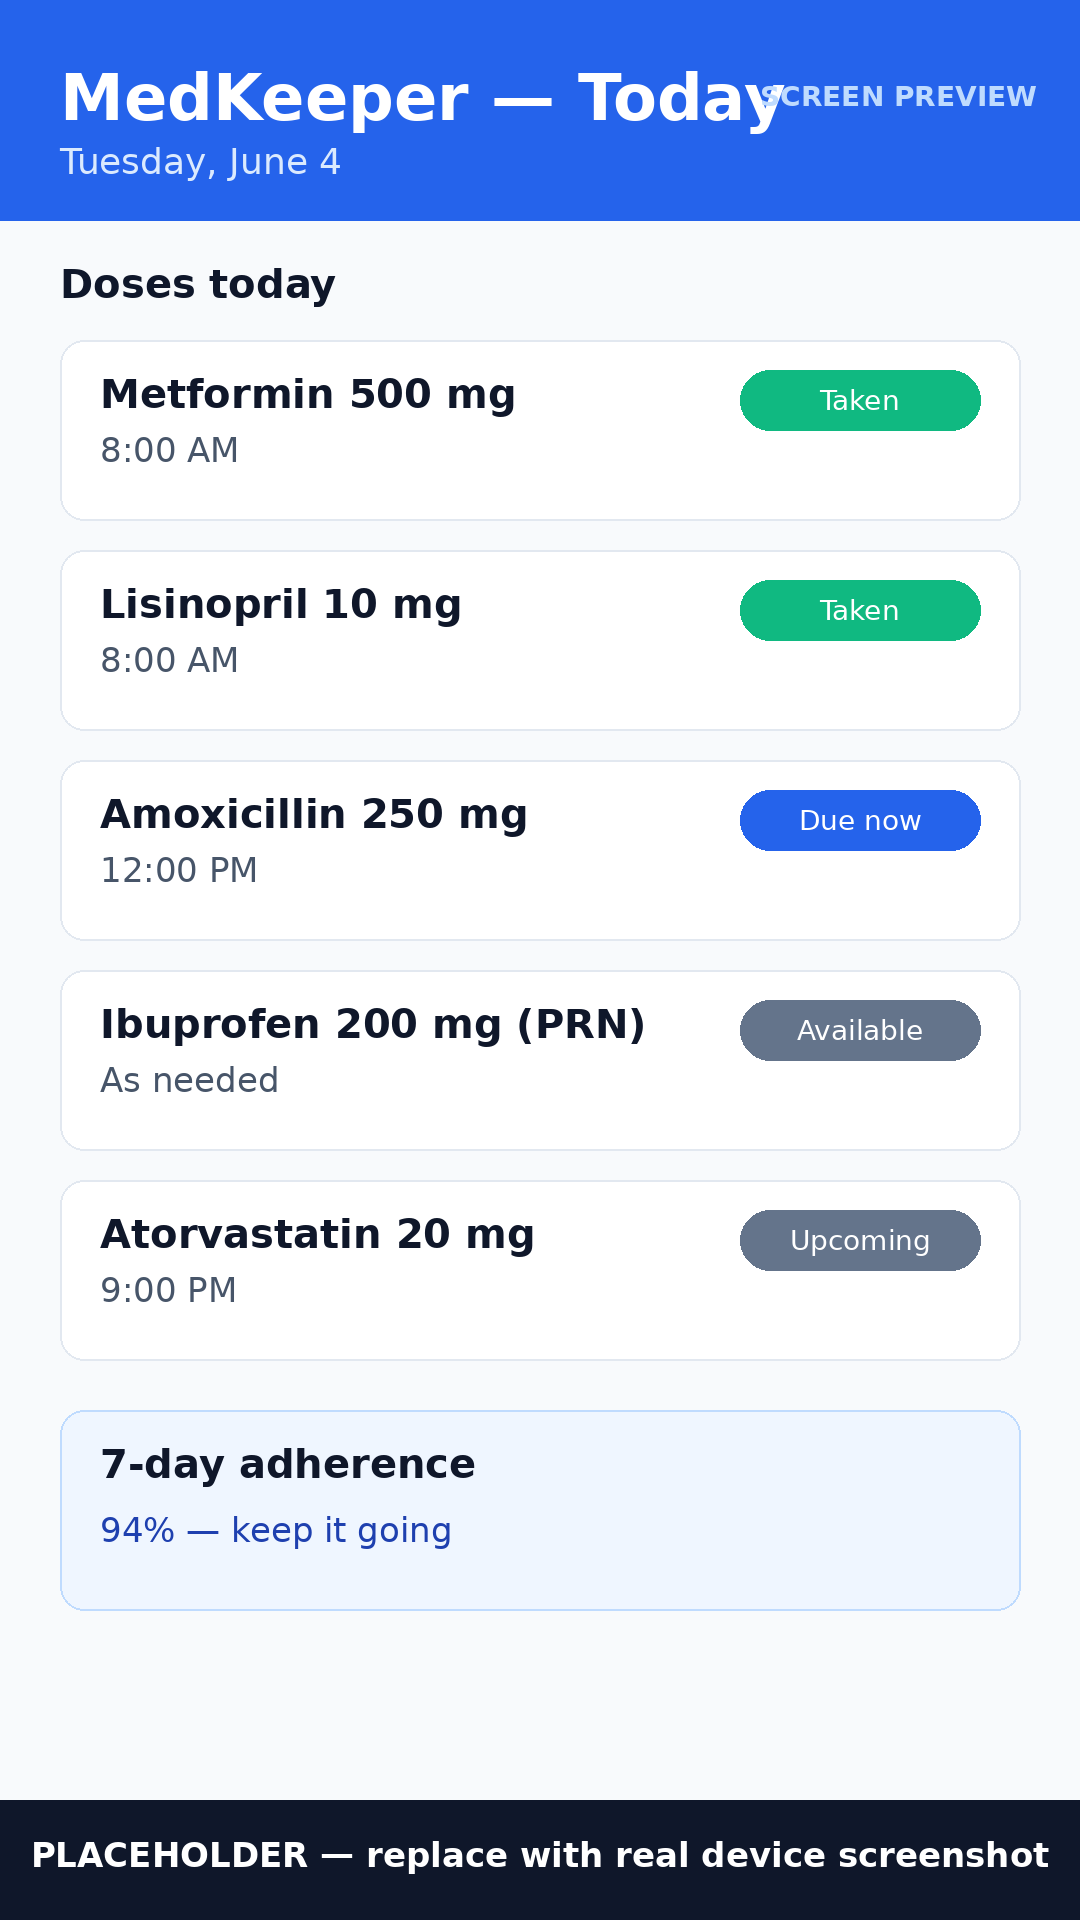 MedKeeper — Today
SCREEN PREVIEW
Tuesday, June 4
Doses today
Metformin 500 mg
Taken
8:00 AM
Lisinopril 10 mg
Taken
8:00 AM
Amoxicillin 250 mg
Due now
12:00 PM
Ibuprofen 200 mg (PRN)
Available
As needed
Atorvastatin 20 mg
Upcoming
9:00 PM
7-day adherence
94% — keep it going
PLACEHOLDER — replace with real device screenshot